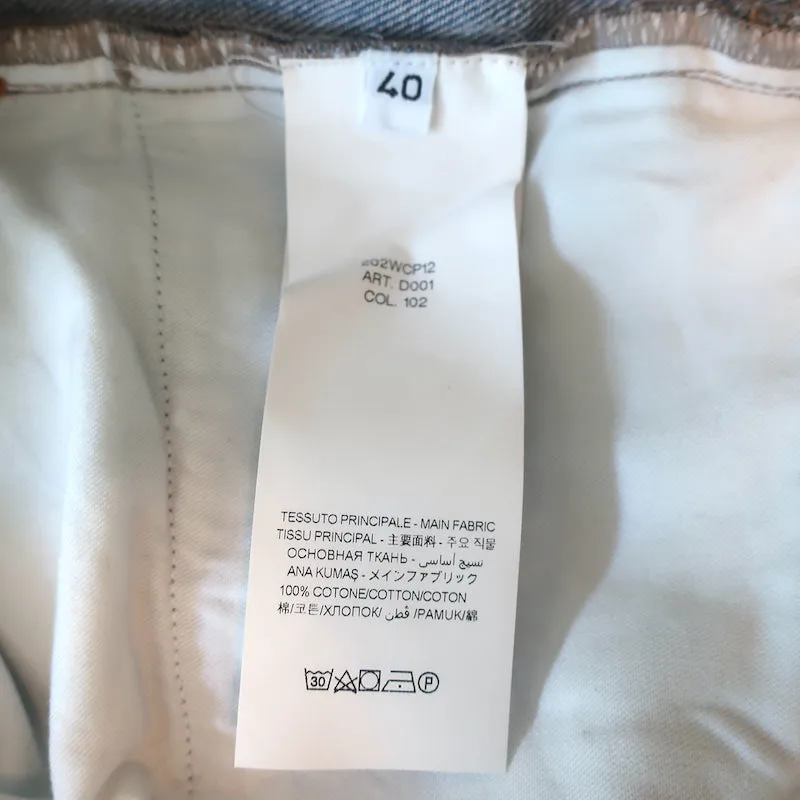 40
ART. D001
COL. 102
TESSUTO PRINCIPALE - MAIN FABRIC
TISSU PRINCIPAL - 主要面料 - 주요 직물
ОСНОВНАЯ ТКАНЬ - نسيج أساسي
ANA KUMAŞ - メインファブリック
100% COTONE/COTTON/COTON
棉/코튼/ХЛОПОК/ قطن /PAMUK/綿
30
P